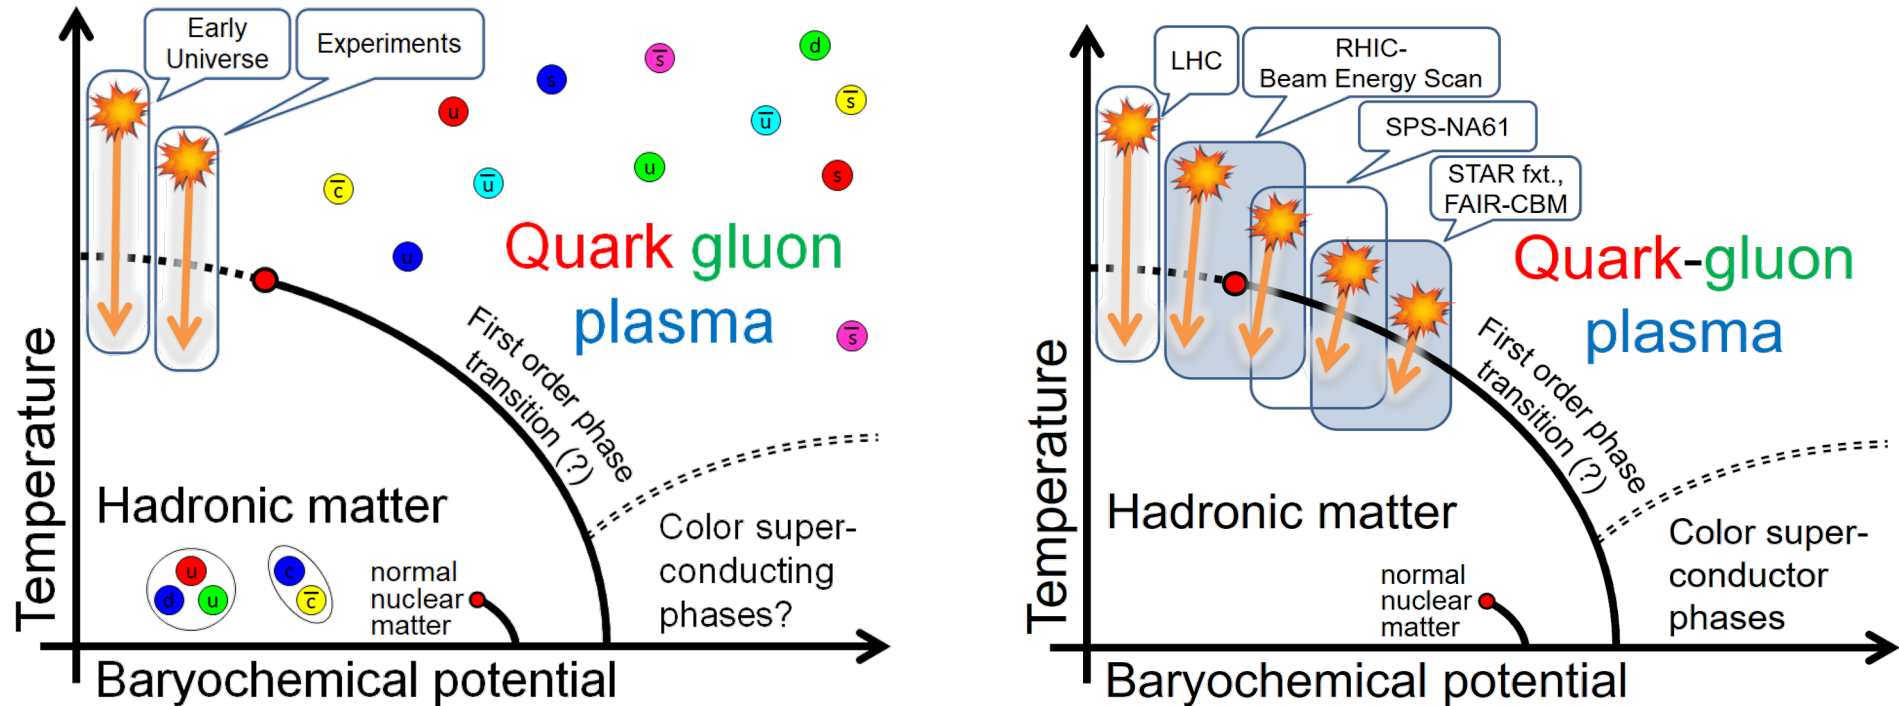 Early
Universe
Experiments
s
s̅
d
s̅
u
u̅
u
s
c̅
u̅
u
Quark gluon
plasma
s̅
First order phase
transition (?)
Temperature
Hadronic matter
u
d
u
c
c̅
normal
nuclear
matter
Color super-
conducting
phases?
Baryochemical potential
LHC
RHIC-
Beam Energy Scan
SPS-NA61
STAR fxt.,
FAIR-CBM
Quark-gluon
plasma
First order phase
transition (?)
Temperature
Hadronic matter
normal
nuclear
matter
Color super-
conductor
phases
Baryochemical potential